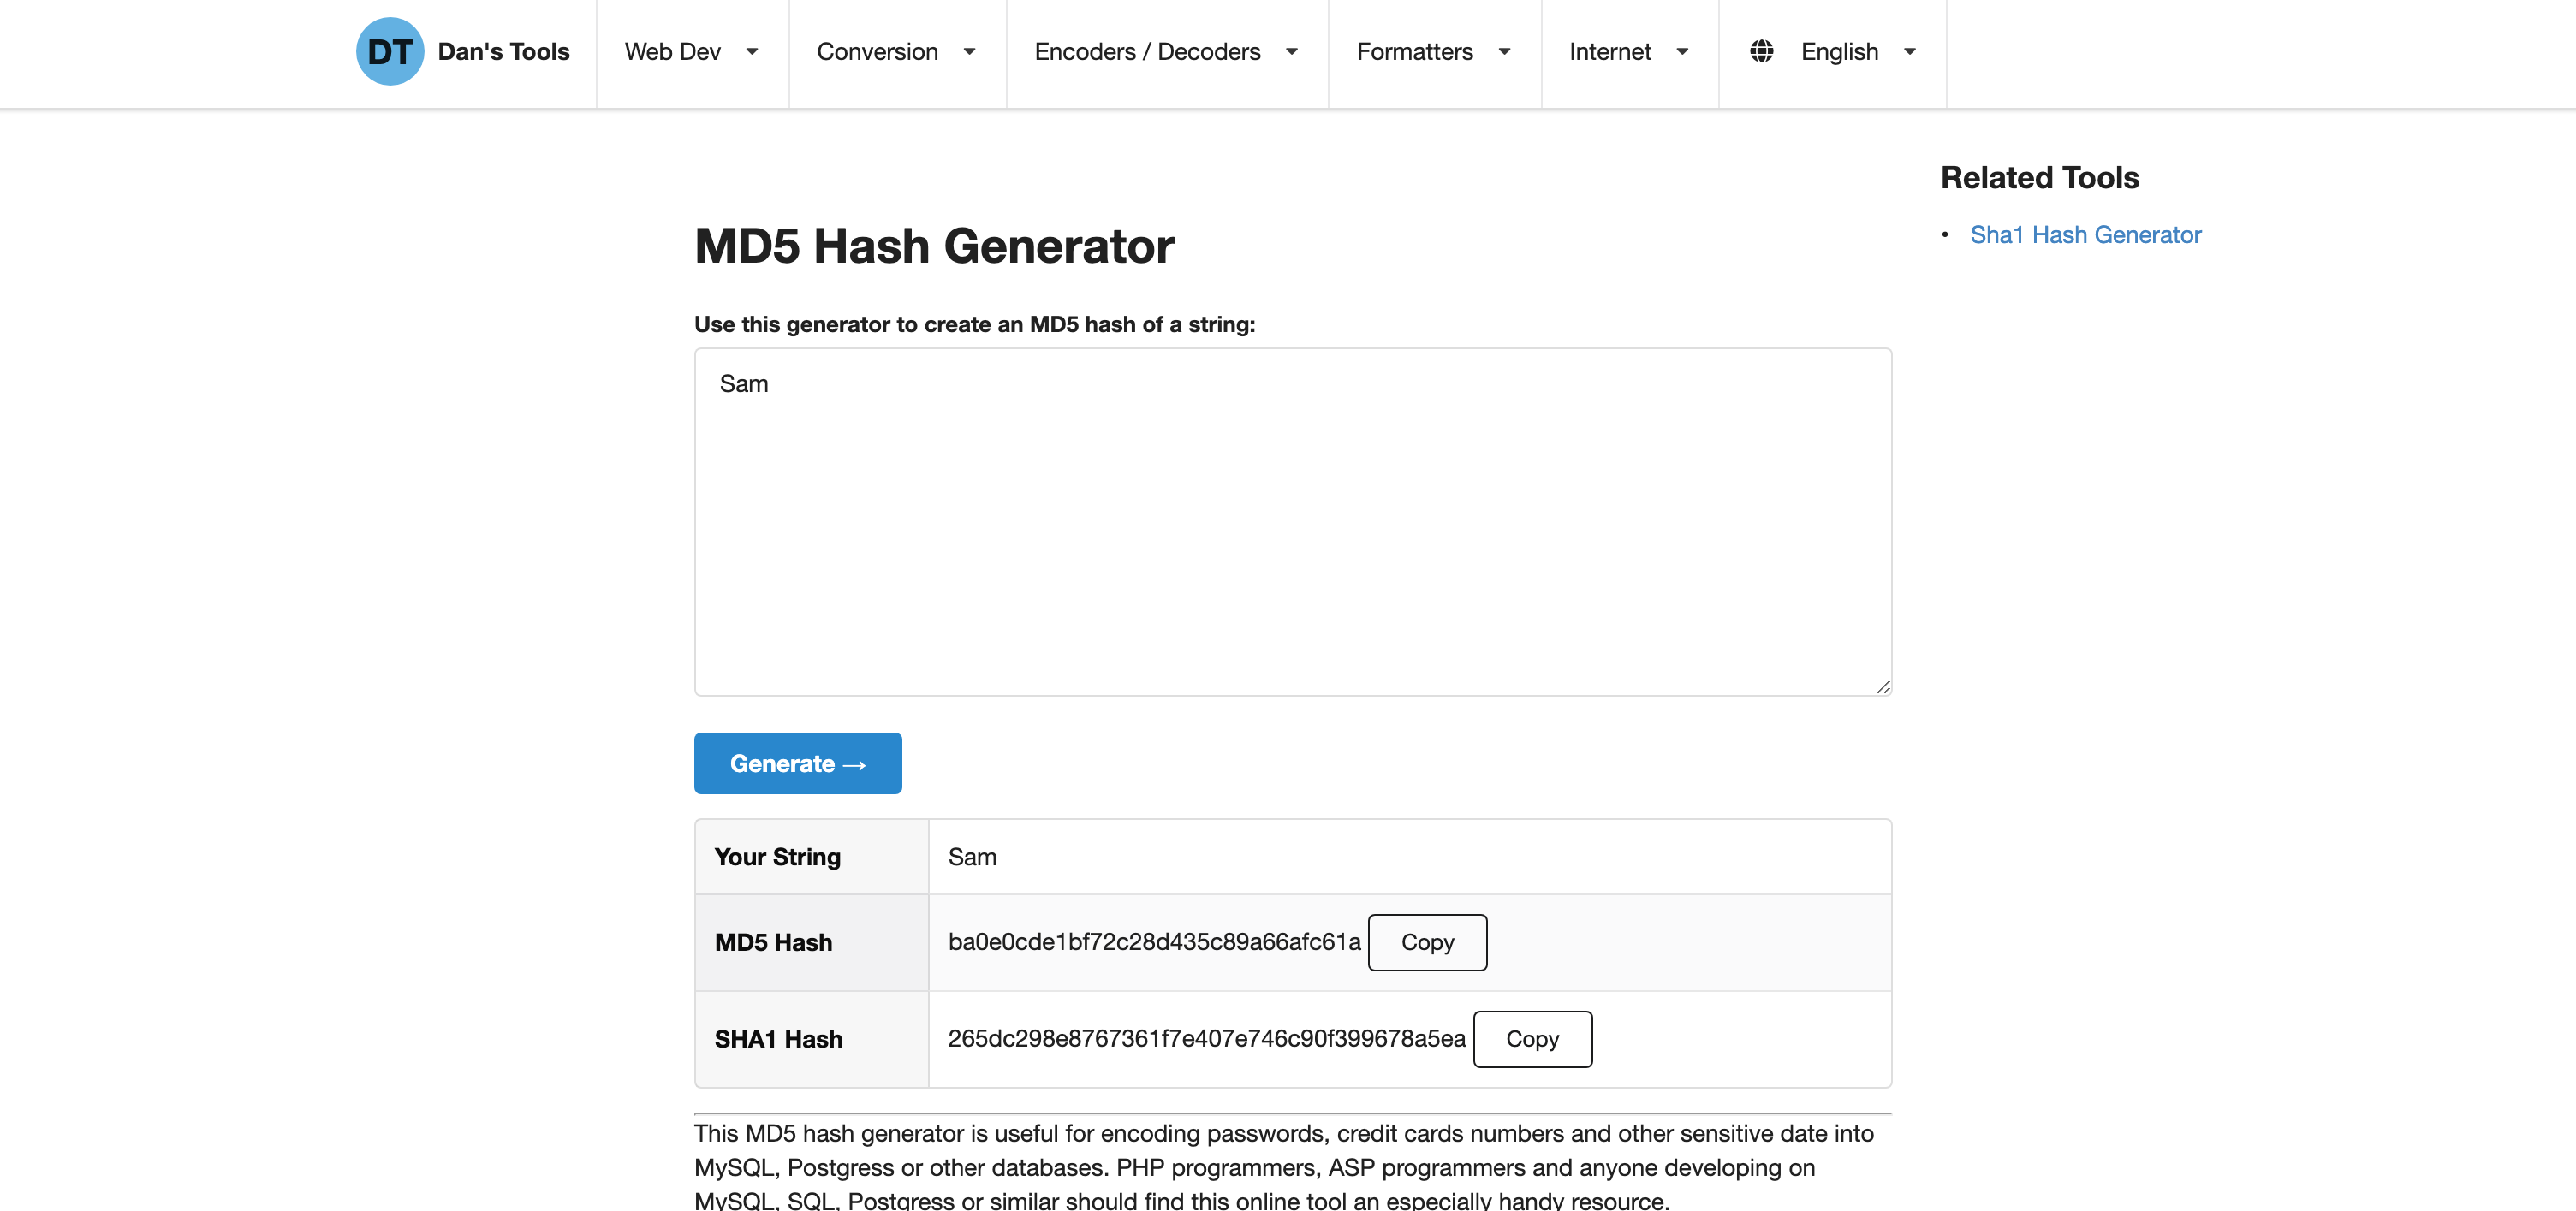 DT Dan's Tools Web Dev Conversion Encoders / Decoders Formatters Internet English
Related Tools
• Sha1 Hash Generator
MD5 Hash Generator
Use this generator to create an MD5 hash of a string:
Sam
Generate →
Your String Sam
MD5 Hash ba0e0cde1bf72c28d435c89a66afc61a Copy
SHA1 Hash 265dc298e8767361f7e407e746c90f399678a5ea Copy
This MD5 hash generator is useful for encoding passwords, credit cards numbers and other sensitive date into
MySQL, Postgress or other databases. PHP programmers, ASP programmers and anyone developing on
MySQL, SQL, Postgress or similar should find this online tool an especially handy resource.